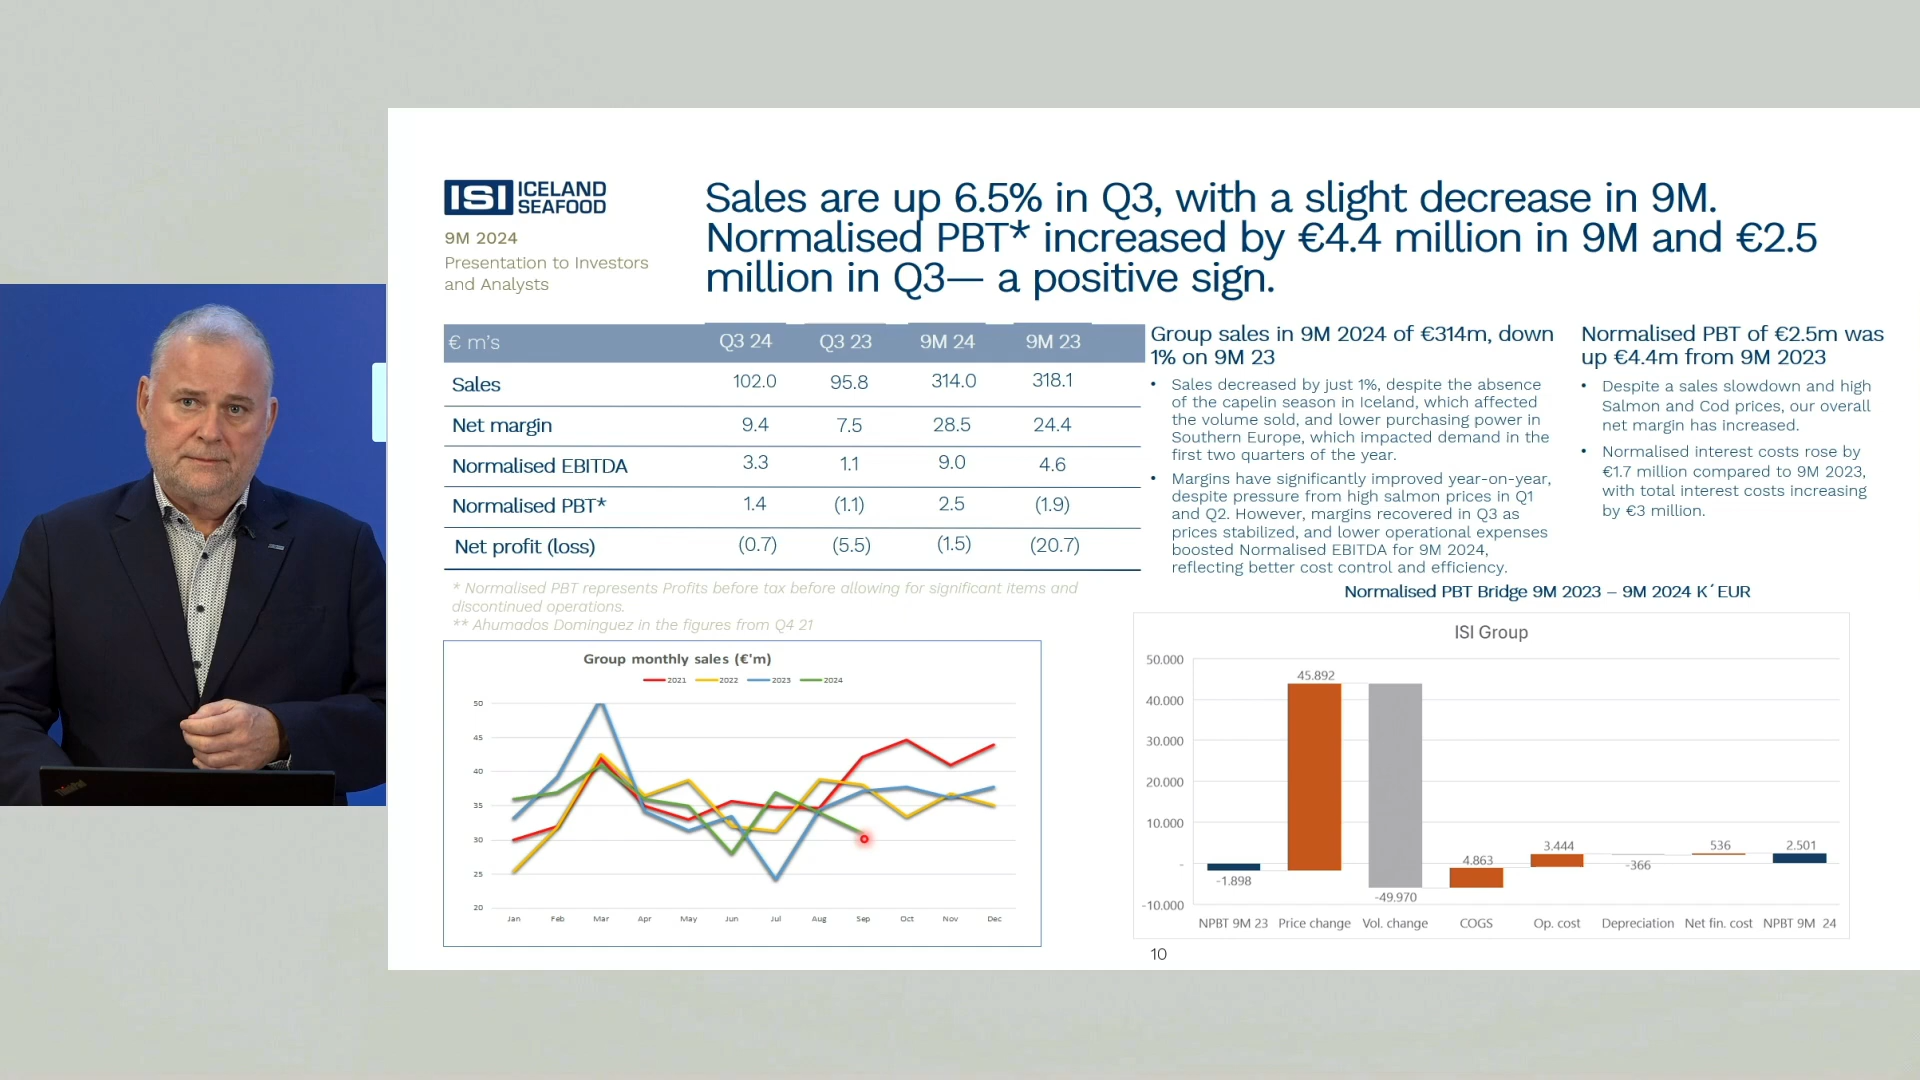 ISI ICELAND
SEAFOOD
9M 2024
Presentation to Investors
and Analysts
Sales are up 6.5% in Q3, with a slight decrease in 9M.
Normalised PBT* increased by €4.4 million in 9M and €2.5
million in Q3— a positive sign.
€ m's Q3 24 Q3 23 9M 24 9M 23
Sales 102.0 95.8 314.0 318.1
Net margin 9.4 7.5 28.5 24.4
Normalised EBITDA 3.3 1.1 9.0 4.6
Normalised PBT* 1.4 (1.1) 2.5 (1.9)
Net profit (loss) (0.7) (5.5) (1.5) (20.7)
* Normalised PBT represents Profits before tax before allowing for significant items and
discontinued operations.
** Ahumados Dominguez in the figures from Q4 21
Group sales in 9M 2024 of €314m, down
1% on 9M 23
• Sales decreased by just 1%, despite the absence
of the capelin season in Iceland, which affected
the volume sold, and lower purchasing power in
Southern Europe, which impacted demand in the
first two quarters of the year.
• Margins have significantly improved year-on-year,
despite pressure from high salmon prices in Q1
and Q2. However, margins recovered in Q3 as
prices stabilized, and lower operational expenses
boosted Normalised EBITDA for 9M 2024,
reflecting better cost control and efficiency.
Normalised PBT of €2.5m was
up €4.4m from 9M 2023
• Despite a sales slowdown and high
Salmon and Cod prices, our overall
net margin has increased.
• Normalised interest costs rose by
€1.7 million compared to 9M 2023,
with total interest costs increasing
by €3 million.
Group monthly sales (€'m)
2021 2022 2023 2024
50
45
40
35
30
25
20
Jan Feb Mar Apr May Jun Jul Aug Sep Oct Nov Dec
Normalised PBT Bridge 9M 2023 – 9M 2024 K´EUR
ISI Group
50.000
40.000
30.000
20.000
10.000
-
-10.000
-1.898
45.892
-49.970
4.863
3.444
-366
536
2.501
NPBT 9M 23 Price change Vol. change COGS Op. cost Depreciation Net fin. cost NPBT 9M 24
10